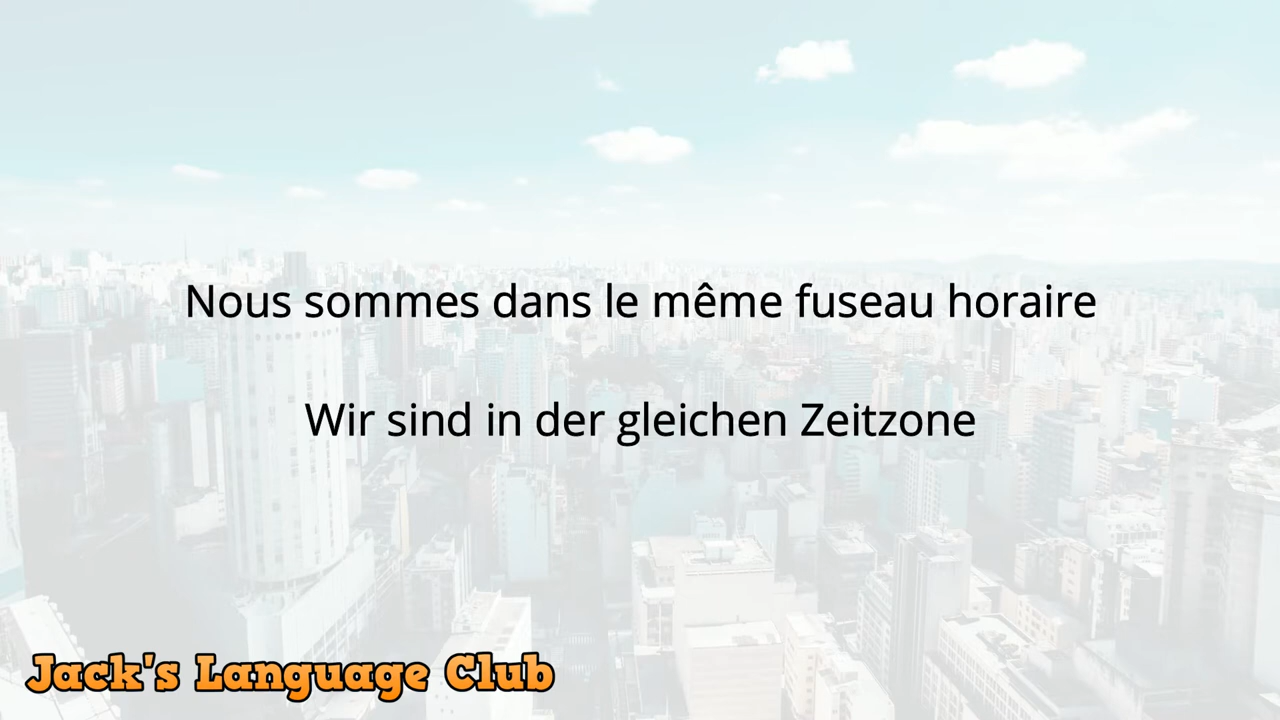 Nous sommes dans le même fuseau horaire
Wir sind in der gleichen Zeitzone
Jack's Language Club